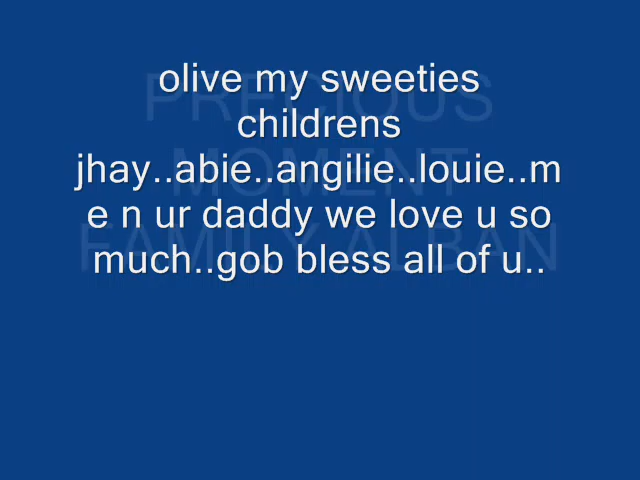 olive my sweeties
childrens
jhay..abie..angilie..louie..m
e n ur daddy we love u so
much..gob bless all of u..
PRECIOUS
MOMENT
FAMILY ALBAN